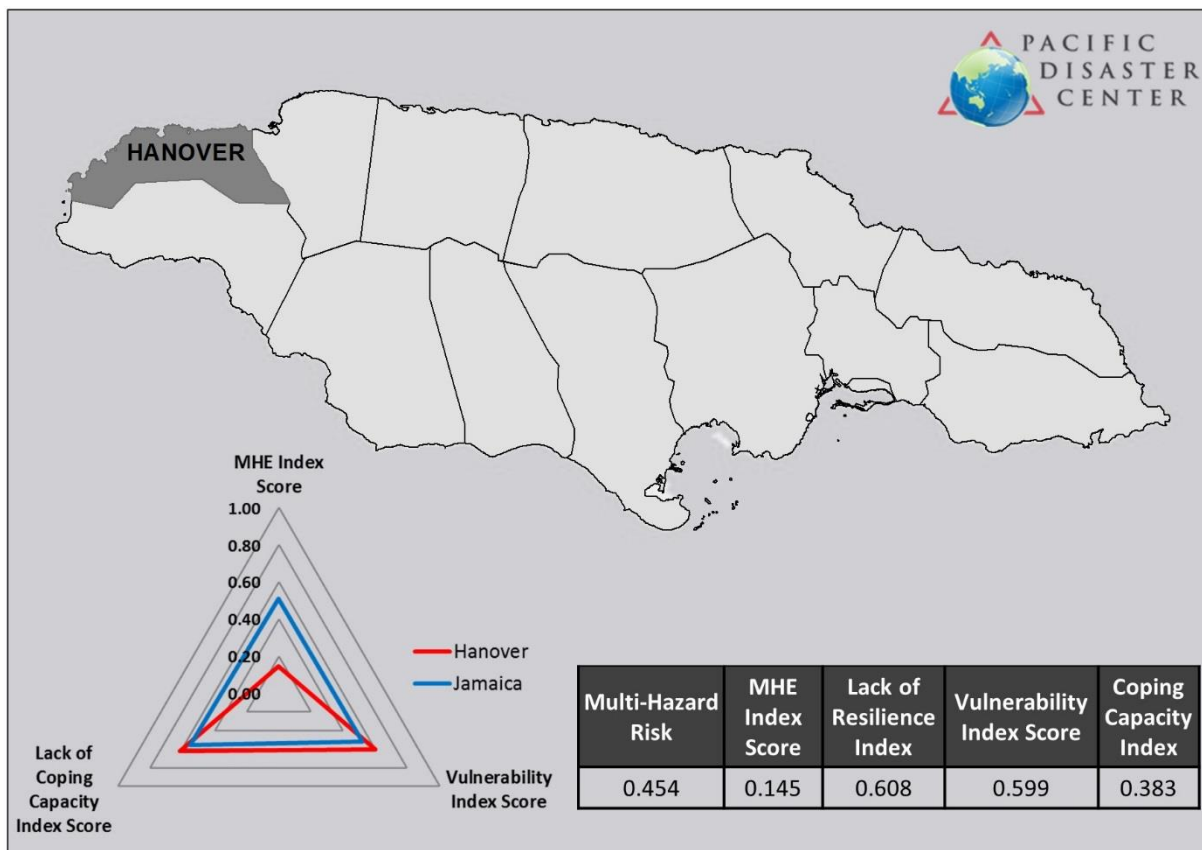 PACIFIC
DISASTER
CENTER
HANOVER
MHE Index
Score
1.00
0.80
0.60
0.40
0.20
0.00
Hanover
Jamaica
Lack of
Coping
Capacity
Index Score
Vulnerability
Index Score
Multi-Hazard
Risk
MHE
Index
Score
Lack of
Resilience
Index
Vulnerability
Index Score
Coping
Capacity
Index
0.454
0.145
0.608
0.599
0.383